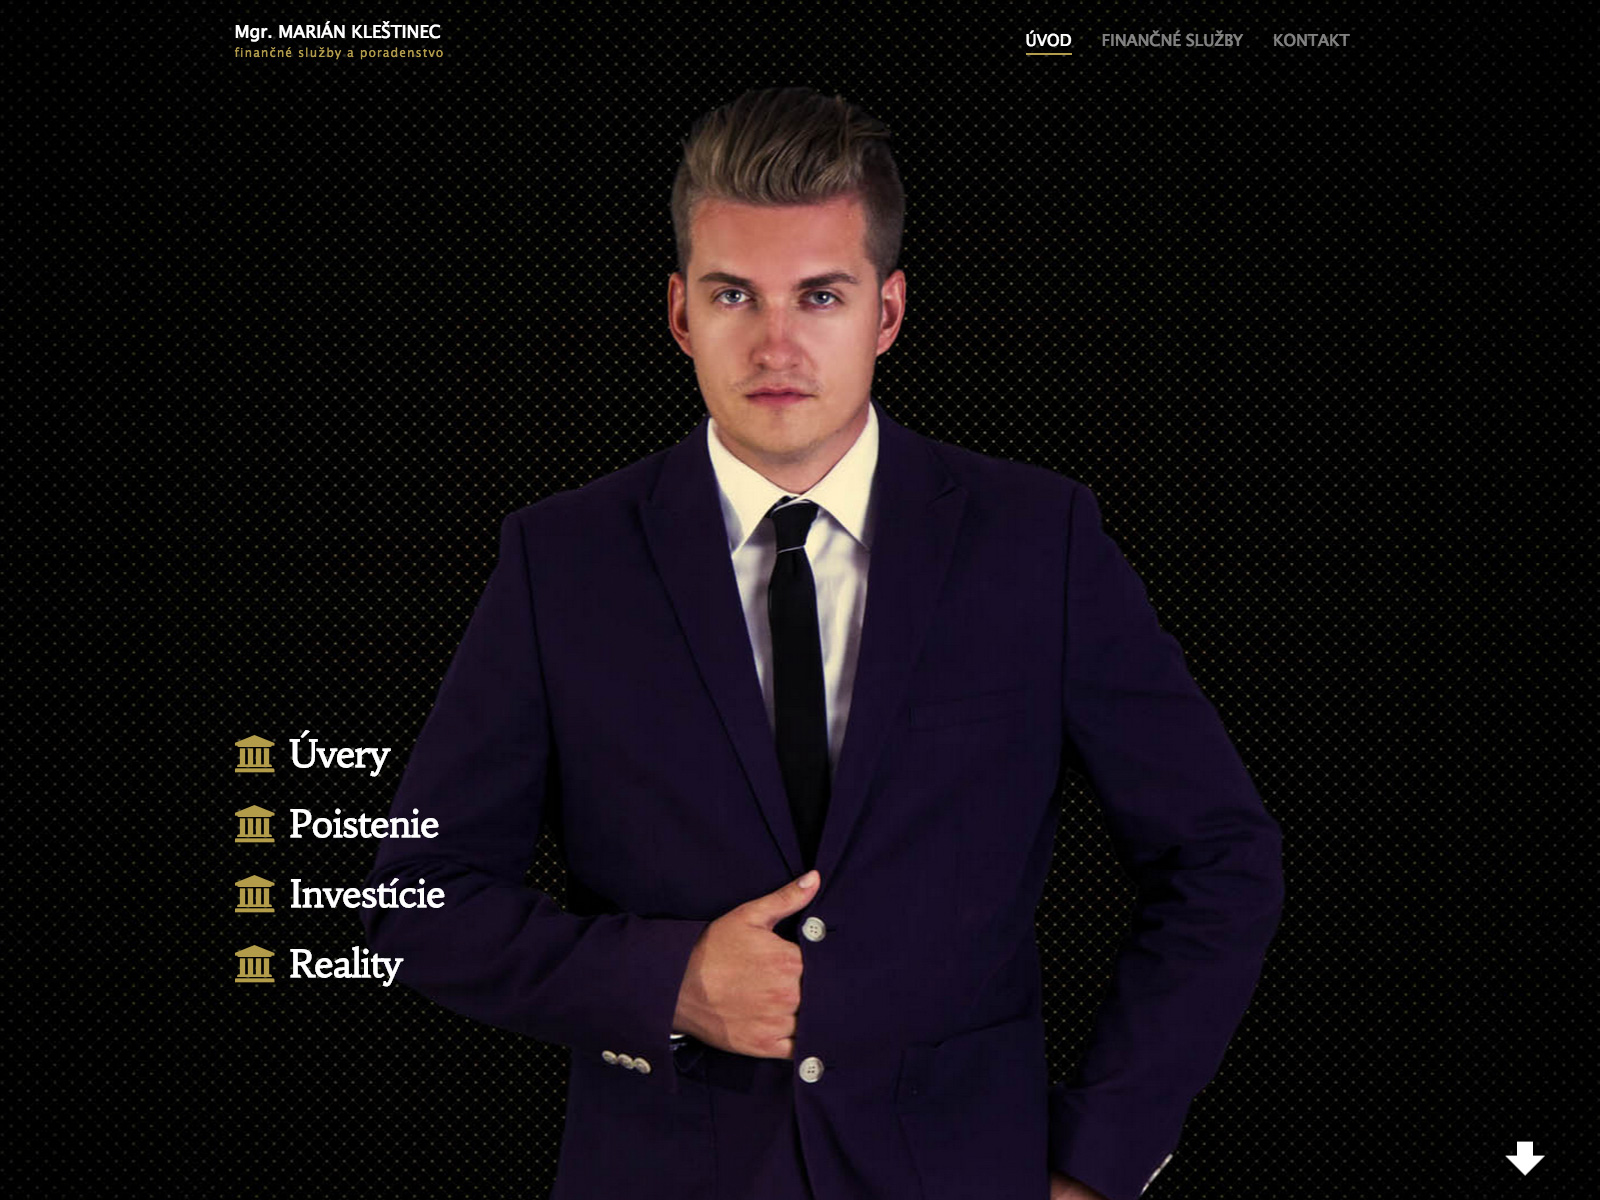 Mgr. MARIÁN KLEŠTINEC
finančné služby a poradenstvo
ÚVOD FINANČNÉ SLUŽBY KONTAKT
Úvery
Poistenie
Investície
Reality